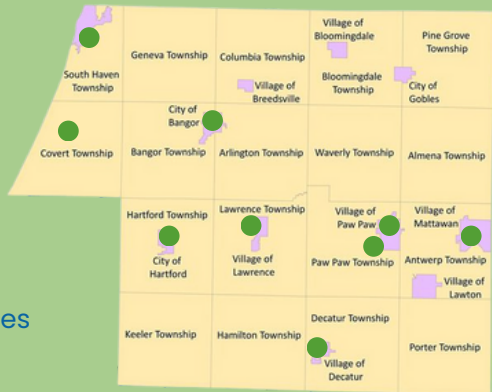 Village of
Bloomingdale
Pine Grove
Township
Geneva Township
Columbia Township
South Haven
Township
Village of
Breedsville
Bloomingdale
Township
City of
Gobles
City of
Bangor
Covert Township
Bangor Township
Arlington Township
Waverly Township
Almena Township
Hartford Township
Lawrence Township
Village of
Paw Paw
Village of
Mattawan
City of
Hartford
Village of
Lawrence
Paw Paw Township
Antwerp Township
Village of
Lawton
es
Keeler Township
Hamilton Township
Decatur Township
Porter Township
Village of
Decatur